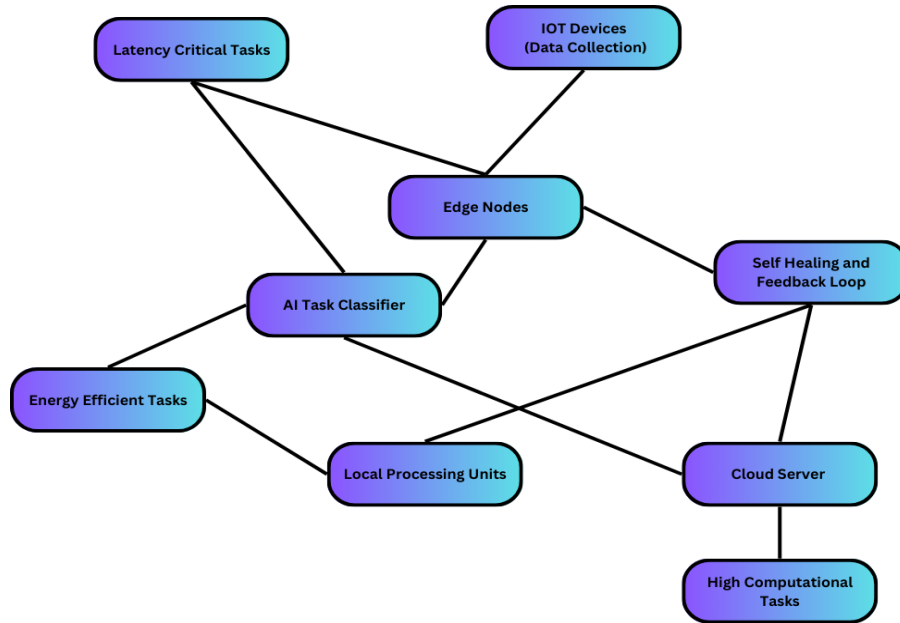 Latency Critical Tasks
IOT Devices
(Data Collection)
Edge Nodes
Self Healing and
Feedback Loop
AI Task Classifier
Energy Efficient Tasks
Local Processing Units
Cloud Server
High Computational
Tasks